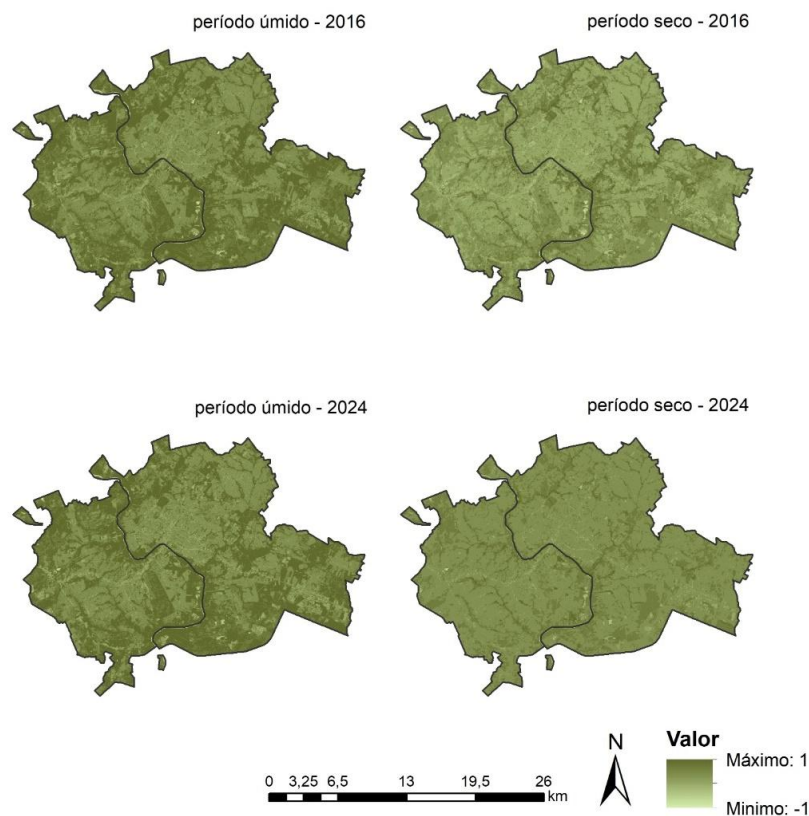 período úmido - 2016
período seco - 2016
período úmido - 2024
período seco - 2024
N
Valor
Máximo: 1
Minimo: -1
0 3,25 6,5 13 19,5 26
km